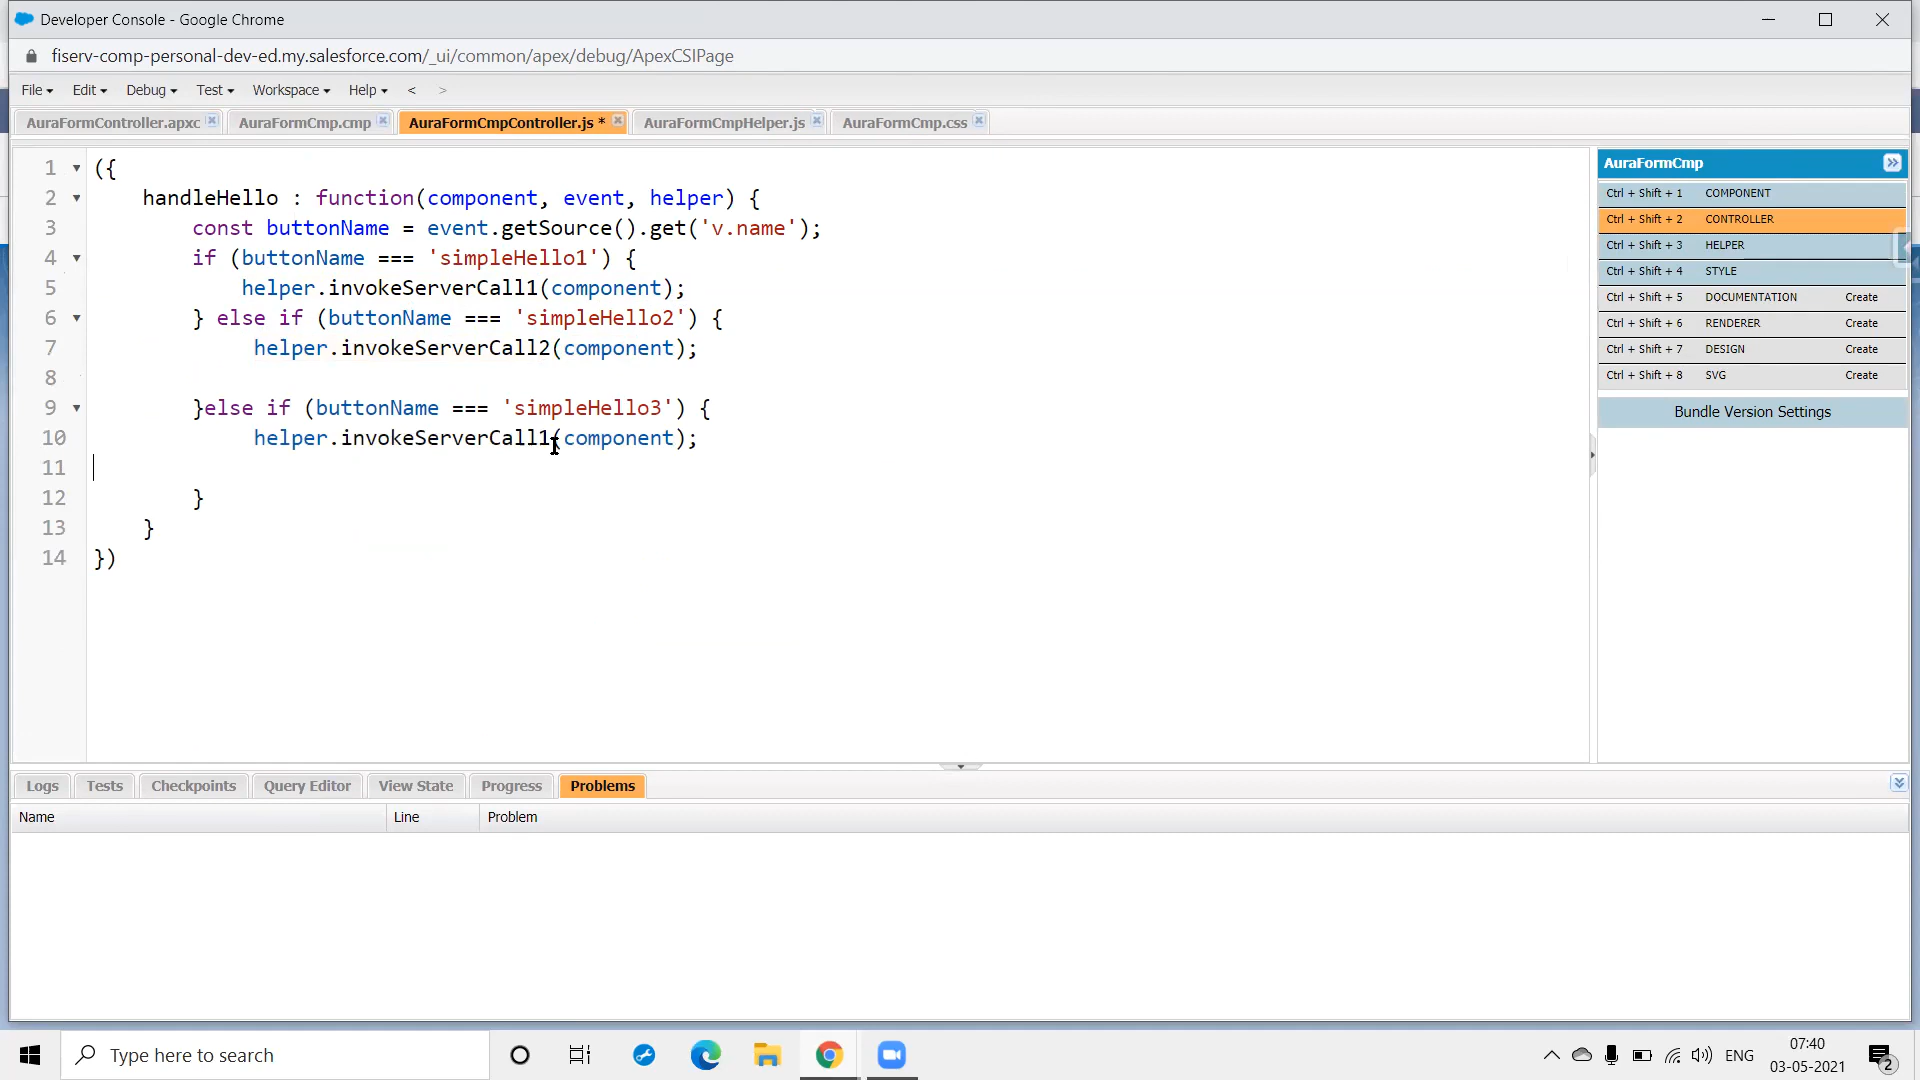 Developer Console - Google Chrome
fiserv-comp-personal-dev-ed.my.salesforce.com/_ui/common/apex/debug/ApexCSIPage
File Edit Debug Test Workspace Help < >
AuraFormController.apxc AuraFormCmp.cmp AuraFormCmpController.js * AuraFormCmpHelper.js AuraFormCmp.css
1 ({
2 handleHello : function(component, event, helper) {
3 const buttonName = event.getSource().get('v.name');
4 if (buttonName === 'simpleHello1') {
5 helper.invokeServerCall1(component);
6 } else if (buttonName === 'simpleHello2') {
7 helper.invokeServerCall2(component);
8
9 }else if (buttonName === 'simpleHello3') {
10 helper.invokeServerCall1(component);
11
12 }
13 }
14 })
AuraFormCmp
Ctrl + Shift + 1 COMPONENT
Ctrl + Shift + 2 CONTROLLER
Ctrl + Shift + 3 HELPER
Ctrl + Shift + 4 STYLE
Ctrl + Shift + 5 DOCUMENTATION Create
Ctrl + Shift + 6 RENDERER Create
Ctrl + Shift + 7 DESIGN Create
Ctrl + Shift + 8 SVG Create
Bundle Version Settings
Logs Tests Checkpoints Query Editor View State Progress Problems
Name Line Problem
Type here to search
ENG
07:40
03-05-2021
2